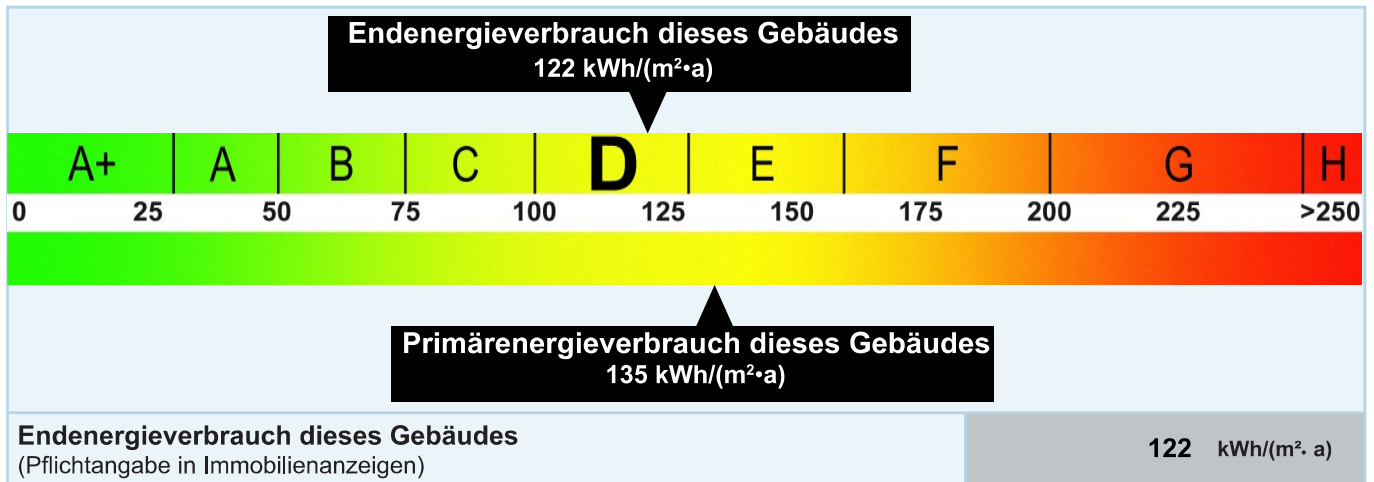 Endenergieverbrauch dieses Gebäudes
122 kWh/(m²•a)
A+ A B C D E F G H
0 25 50 75 100 125 150 175 200 225 >250
Primärenergieverbrauch dieses Gebäudes
135 kWh/(m²•a)
Endenergieverbrauch dieses Gebäudes
(Pflichtangabe in Immobilienanzeigen)
122 kWh/(m²· a)